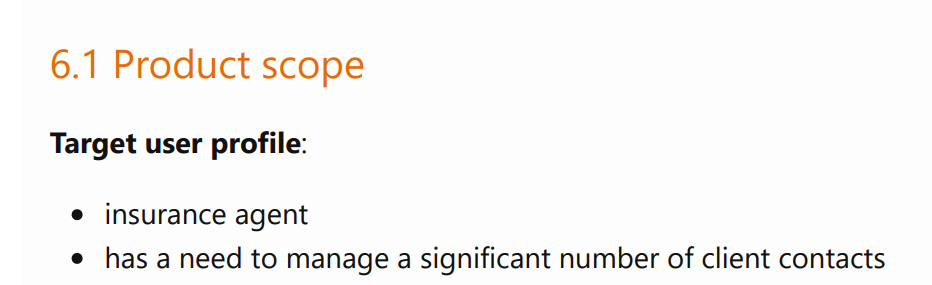 6.1 Product scope
Target user profile:
• insurance agent
• has a need to manage a significant number of client contacts